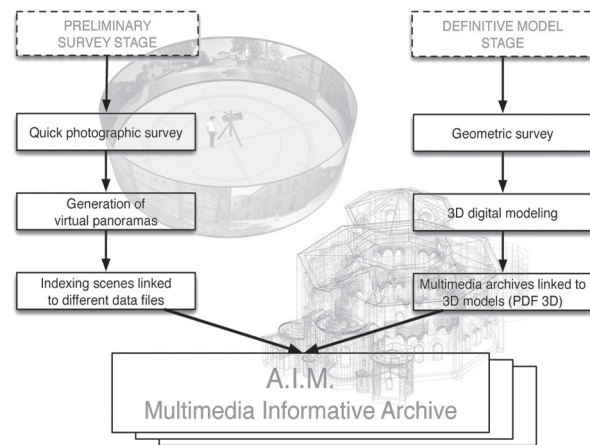 PRELIMINARY
SURVEY STAGE
Quick photographic survey
Generation of
virtual panoramas
Indexing scenes linked
to different data files
DEFINITIVE MODEL
STAGE
Geometric survey
3D digital modeling
Multimedia archives linked to
3D models (PDF 3D)
A.I.M.
Multimedia Informative Archive